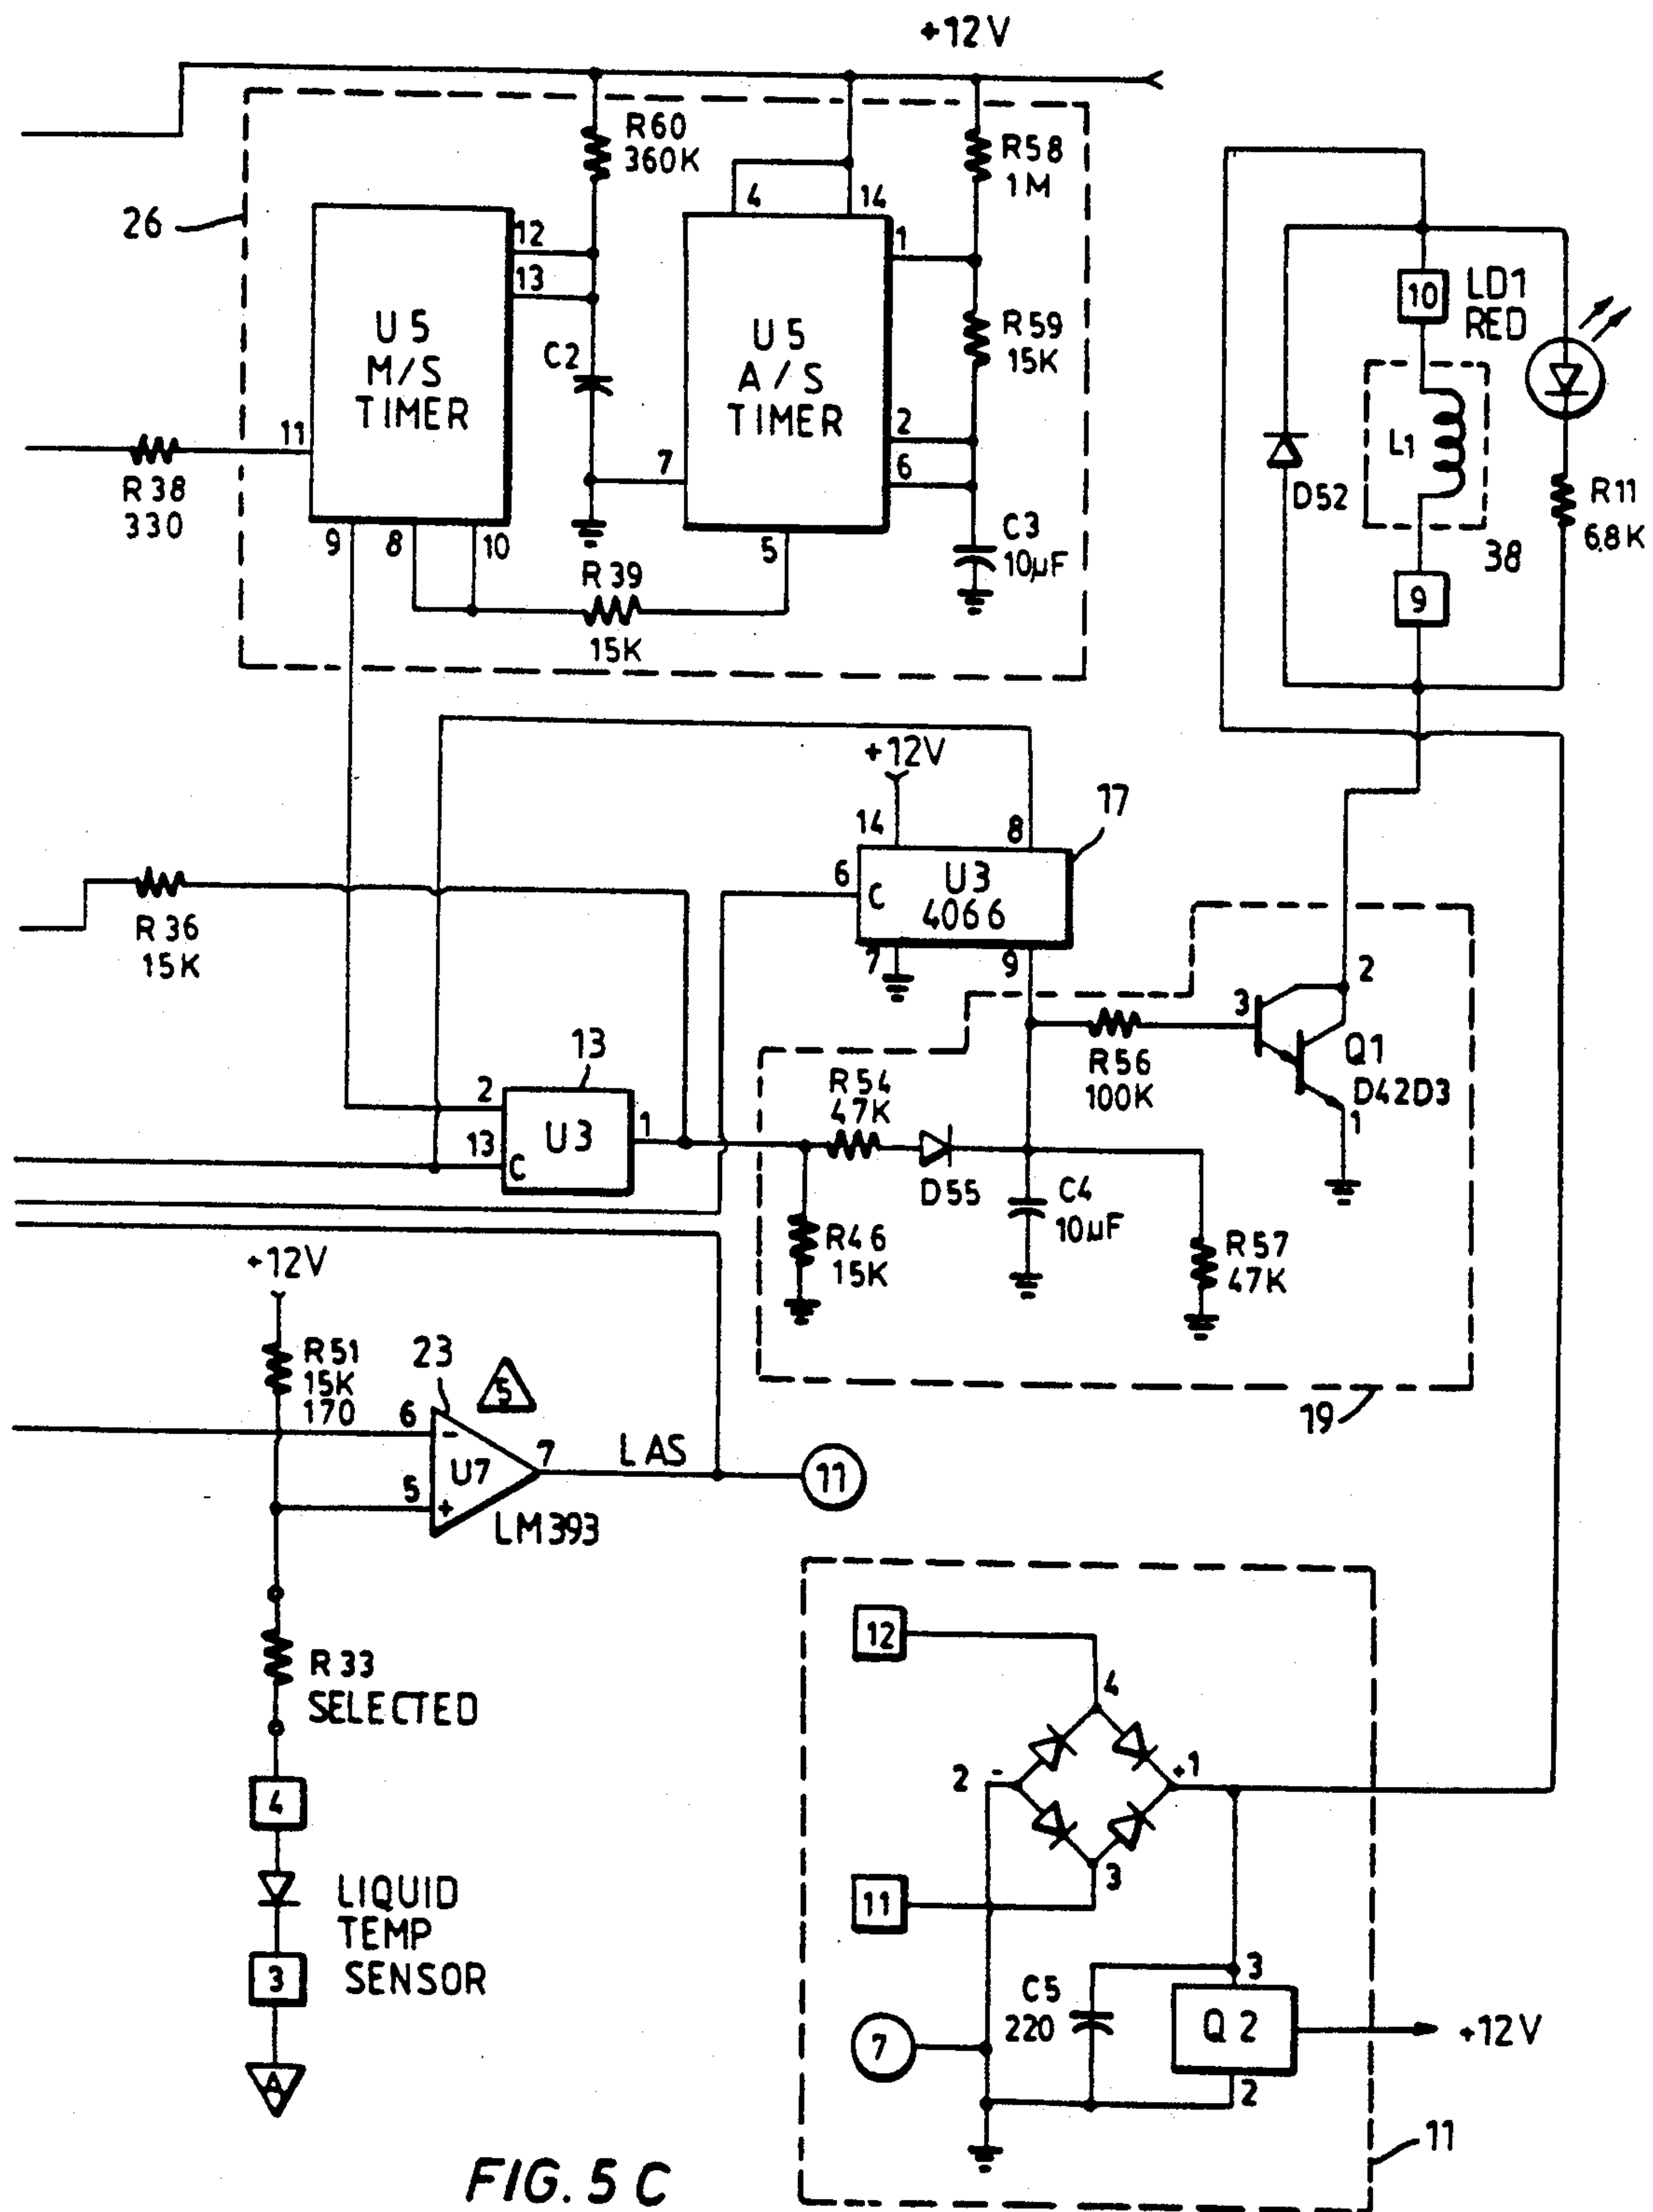 +12V
R60
360K
R58
1M
26
4
14
12
1
13
10
LD1
RED
U5
M/S
TIMER
U5
A/S
TIMER
C2
R59
15K
11
2
L1
7
6
R38
330
D52
R11
6.8K
9
8
10
5
C3
10µF
38
R39
15K
9
+12V
17
14
8
6
C
U3
4066
R36
15K
7
9
2
3
13
R56
100K
Q1
D42D3
2
R54
47K
1
13
C
U3
1
D55
C4
10µF
R46
15K
R57
47K
+12V
R51
15K
170
23
5
19
6
-
7
LAS
U7
11
5
+
LM393
12
R33
SELECTED
4
2
-
+1
4
11
3
LIQUID
TEMP
SENSOR
3
3
C5
220
Q2
+12V
7
A
2
11
FIG. 5C